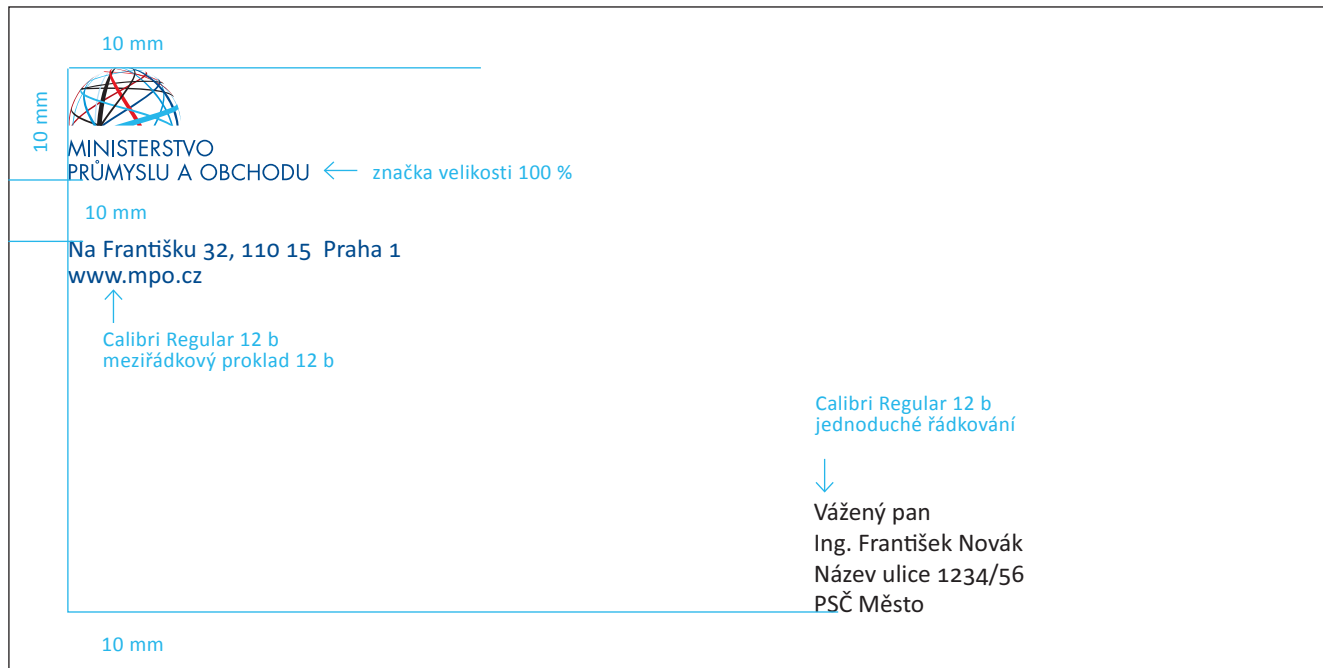 10 mm
10 mm
MINISTERSTVO
PRŮMYSLU A OBCHODU
značka velikosti 100 %
10 mm
Na Františku 32, 110 15  Praha 1
www.mpo.cz
Calibri Regular 12 b
meziřádkový proklad 12 b
Calibri Regular 12 b
jednoduché řádkování
Vážený pan
Ing. František Novák
Název ulice 1234/56
PSČ Město
10 mm